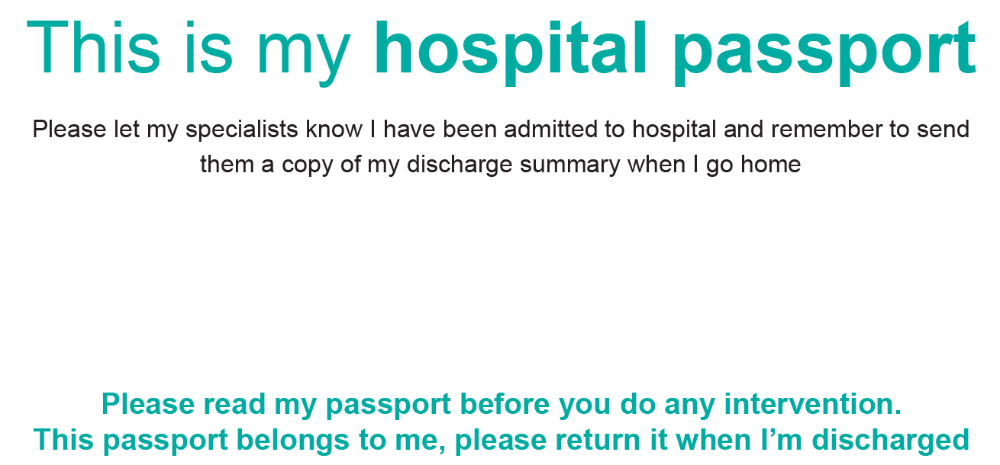 This is my hospital passport
Please let my specialists know I have been admitted to hospital and remember to send
them a copy of my discharge summary when I go home
Please read my passport before you do any intervention.
This passport belongs to me, please return it when I’m discharged